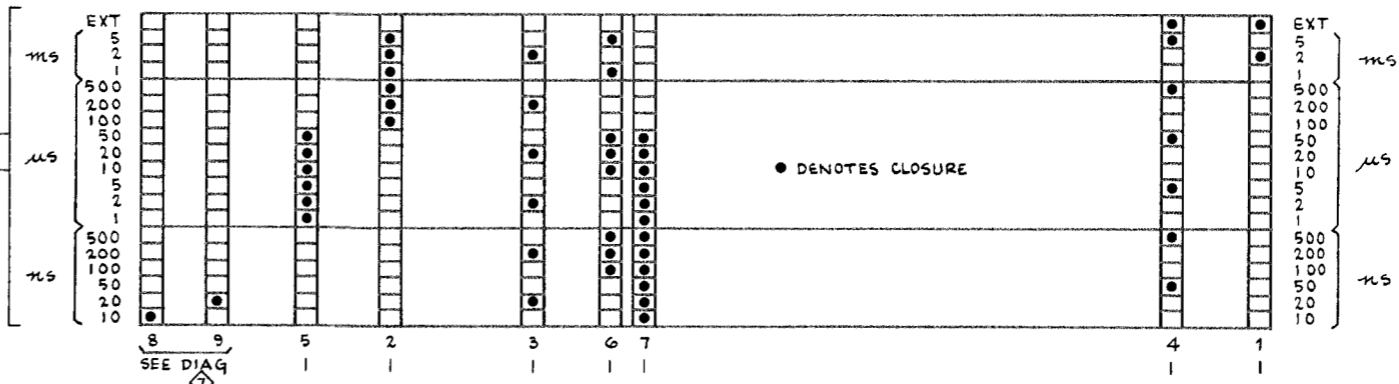 EXT EXT
5 5
ms 2 2 ms
1 1
500 500
200 200
100 100
50 50
μs 20 20 μs
10 ● DENOTES CLOSURE 10
5 5
2 2
1 1
500 500
200 200
ns 100 100 ns
50 50
20 20
10 10
8 9 5 2 3 6 7 4 1
SEE DIAG
7